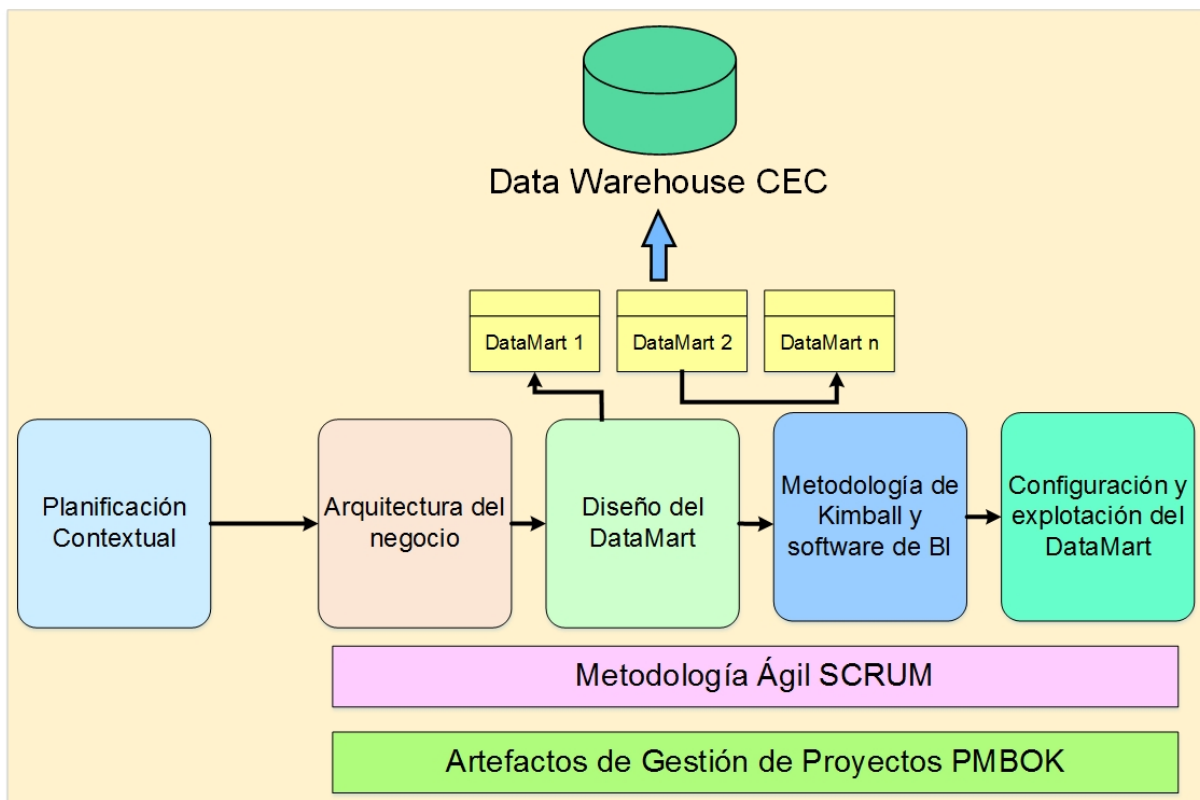 Data Warehouse CEC
DataMart 1
DataMart 2
DataMart n
Planificación
Contextual
Arquitectura del
negocio
Diseño del
DataMart
Metodología de
Kimball y
software de BI
Configuración y
explotación del
DataMart
Metodología Ágil SCRUM
Artefactos de Gestión de Proyectos PMBOK